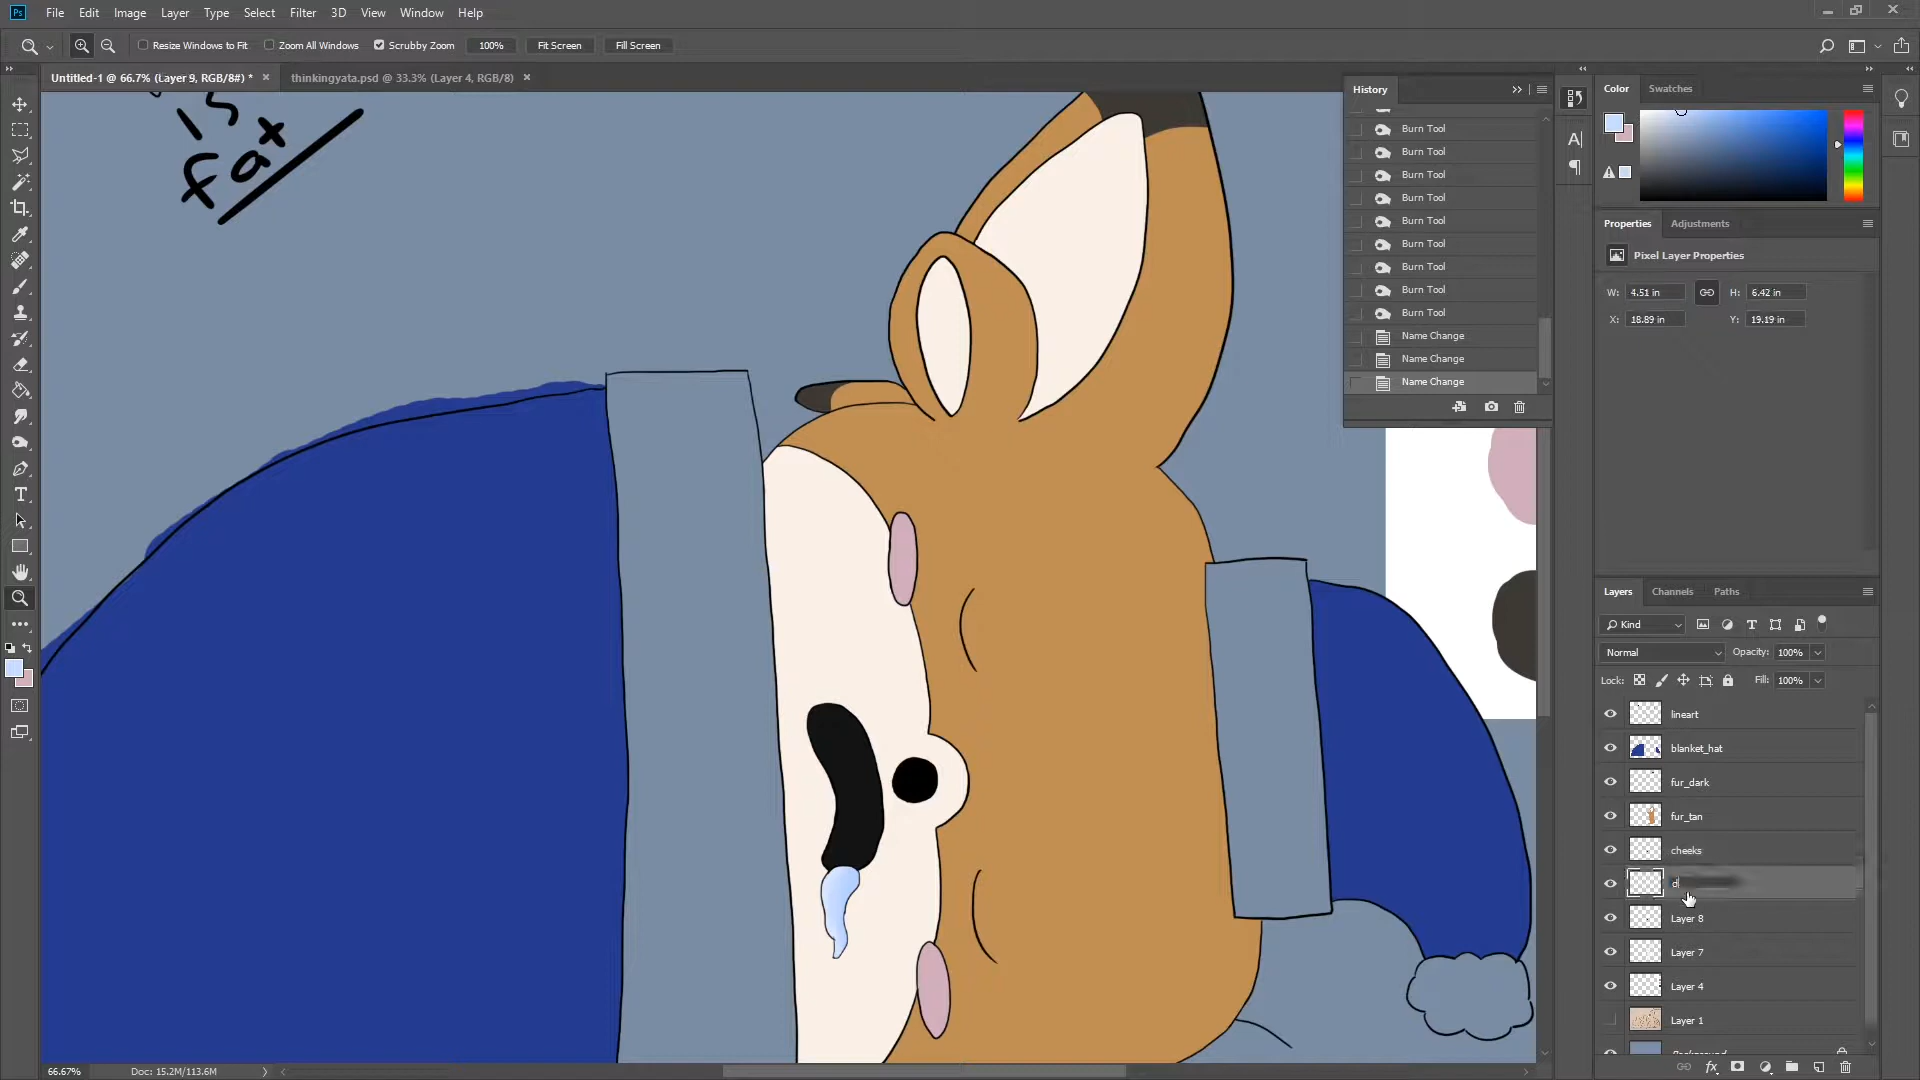 Ps File Edit Image Layer Type Select Filter 3D View Window Help
Resize Windows to Fit Zoom All Windows Scrubby Zoom 100% Fit Screen Fill Screen
Untitled-1 @ 66.7% (Layer 9, RGB/8#) * × thinkingyata.psd @ 33.3% (Layer 4, RGB/8) ×
is
fax
History
Burn Tool
Burn Tool
Burn Tool
Burn Tool
Burn Tool
Burn Tool
Burn Tool
Burn Tool
Burn Tool
Name Change
Name Change
Name Change
Color Swatches
Properties Adjustments
Pixel Layer Properties
W: 4.51 in H: 6.42 in
X: 18.89 in Y: 19.19 in
Layers Channels Paths
Kind
Normal Opacity: 100%
Lock: Fill: 100%
lineart
blanket_hat
fur_dark
fur_tan
cheeks
d
Layer 8
Layer 7
Layer 4
Layer 1
Background
66.67% Doc: 15.2M/113.6M